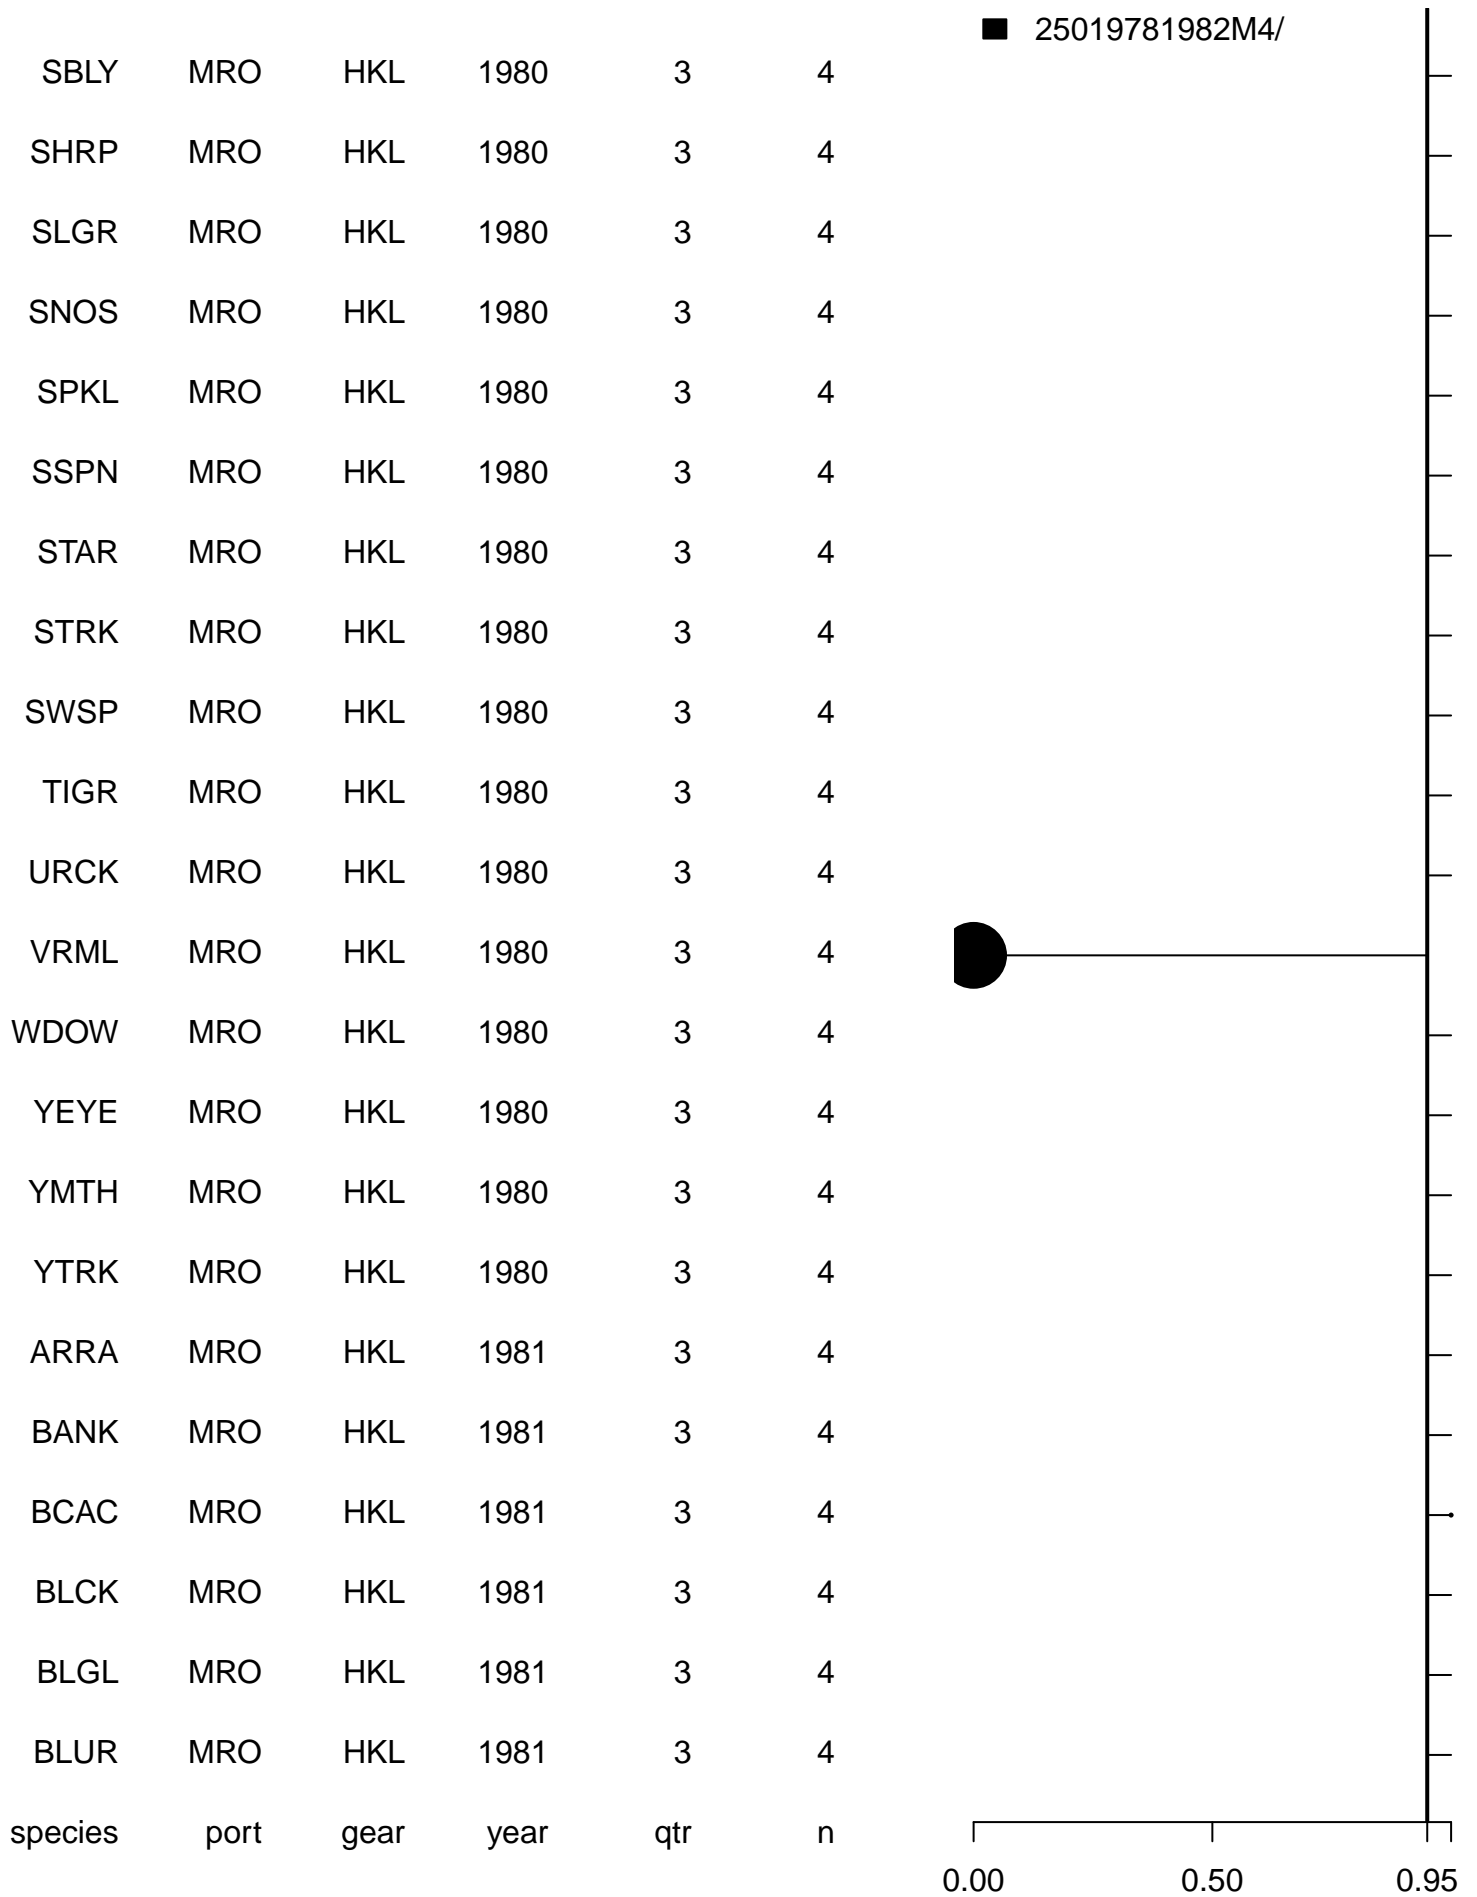 25019781982M4/
SBLY MRO HKL 1980 3 4
SHRP MRO HKL 1980 3 4
SLGR MRO HKL 1980 3 4
SNOS MRO HKL 1980 3 4
SPKL MRO HKL 1980 3 4
SSPN MRO HKL 1980 3 4
STAR MRO HKL 1980 3 4
STRK MRO HKL 1980 3 4
SWSP MRO HKL 1980 3 4
TIGR MRO HKL 1980 3 4
URCK MRO HKL 1980 3 4
VRML MRO HKL 1980 3 4
WDOW MRO HKL 1980 3 4
YEYE MRO HKL 1980 3 4
YMTH MRO HKL 1980 3 4
YTRK MRO HKL 1980 3 4
ARRA MRO HKL 1981 3 4
BANK MRO HKL 1981 3 4
BCAC MRO HKL 1981 3 4
BLCK MRO HKL 1981 3 4
BLGL MRO HKL 1981 3 4
BLUR MRO HKL 1981 3 4
species port gear year qtr n
0.00 0.50 0.95